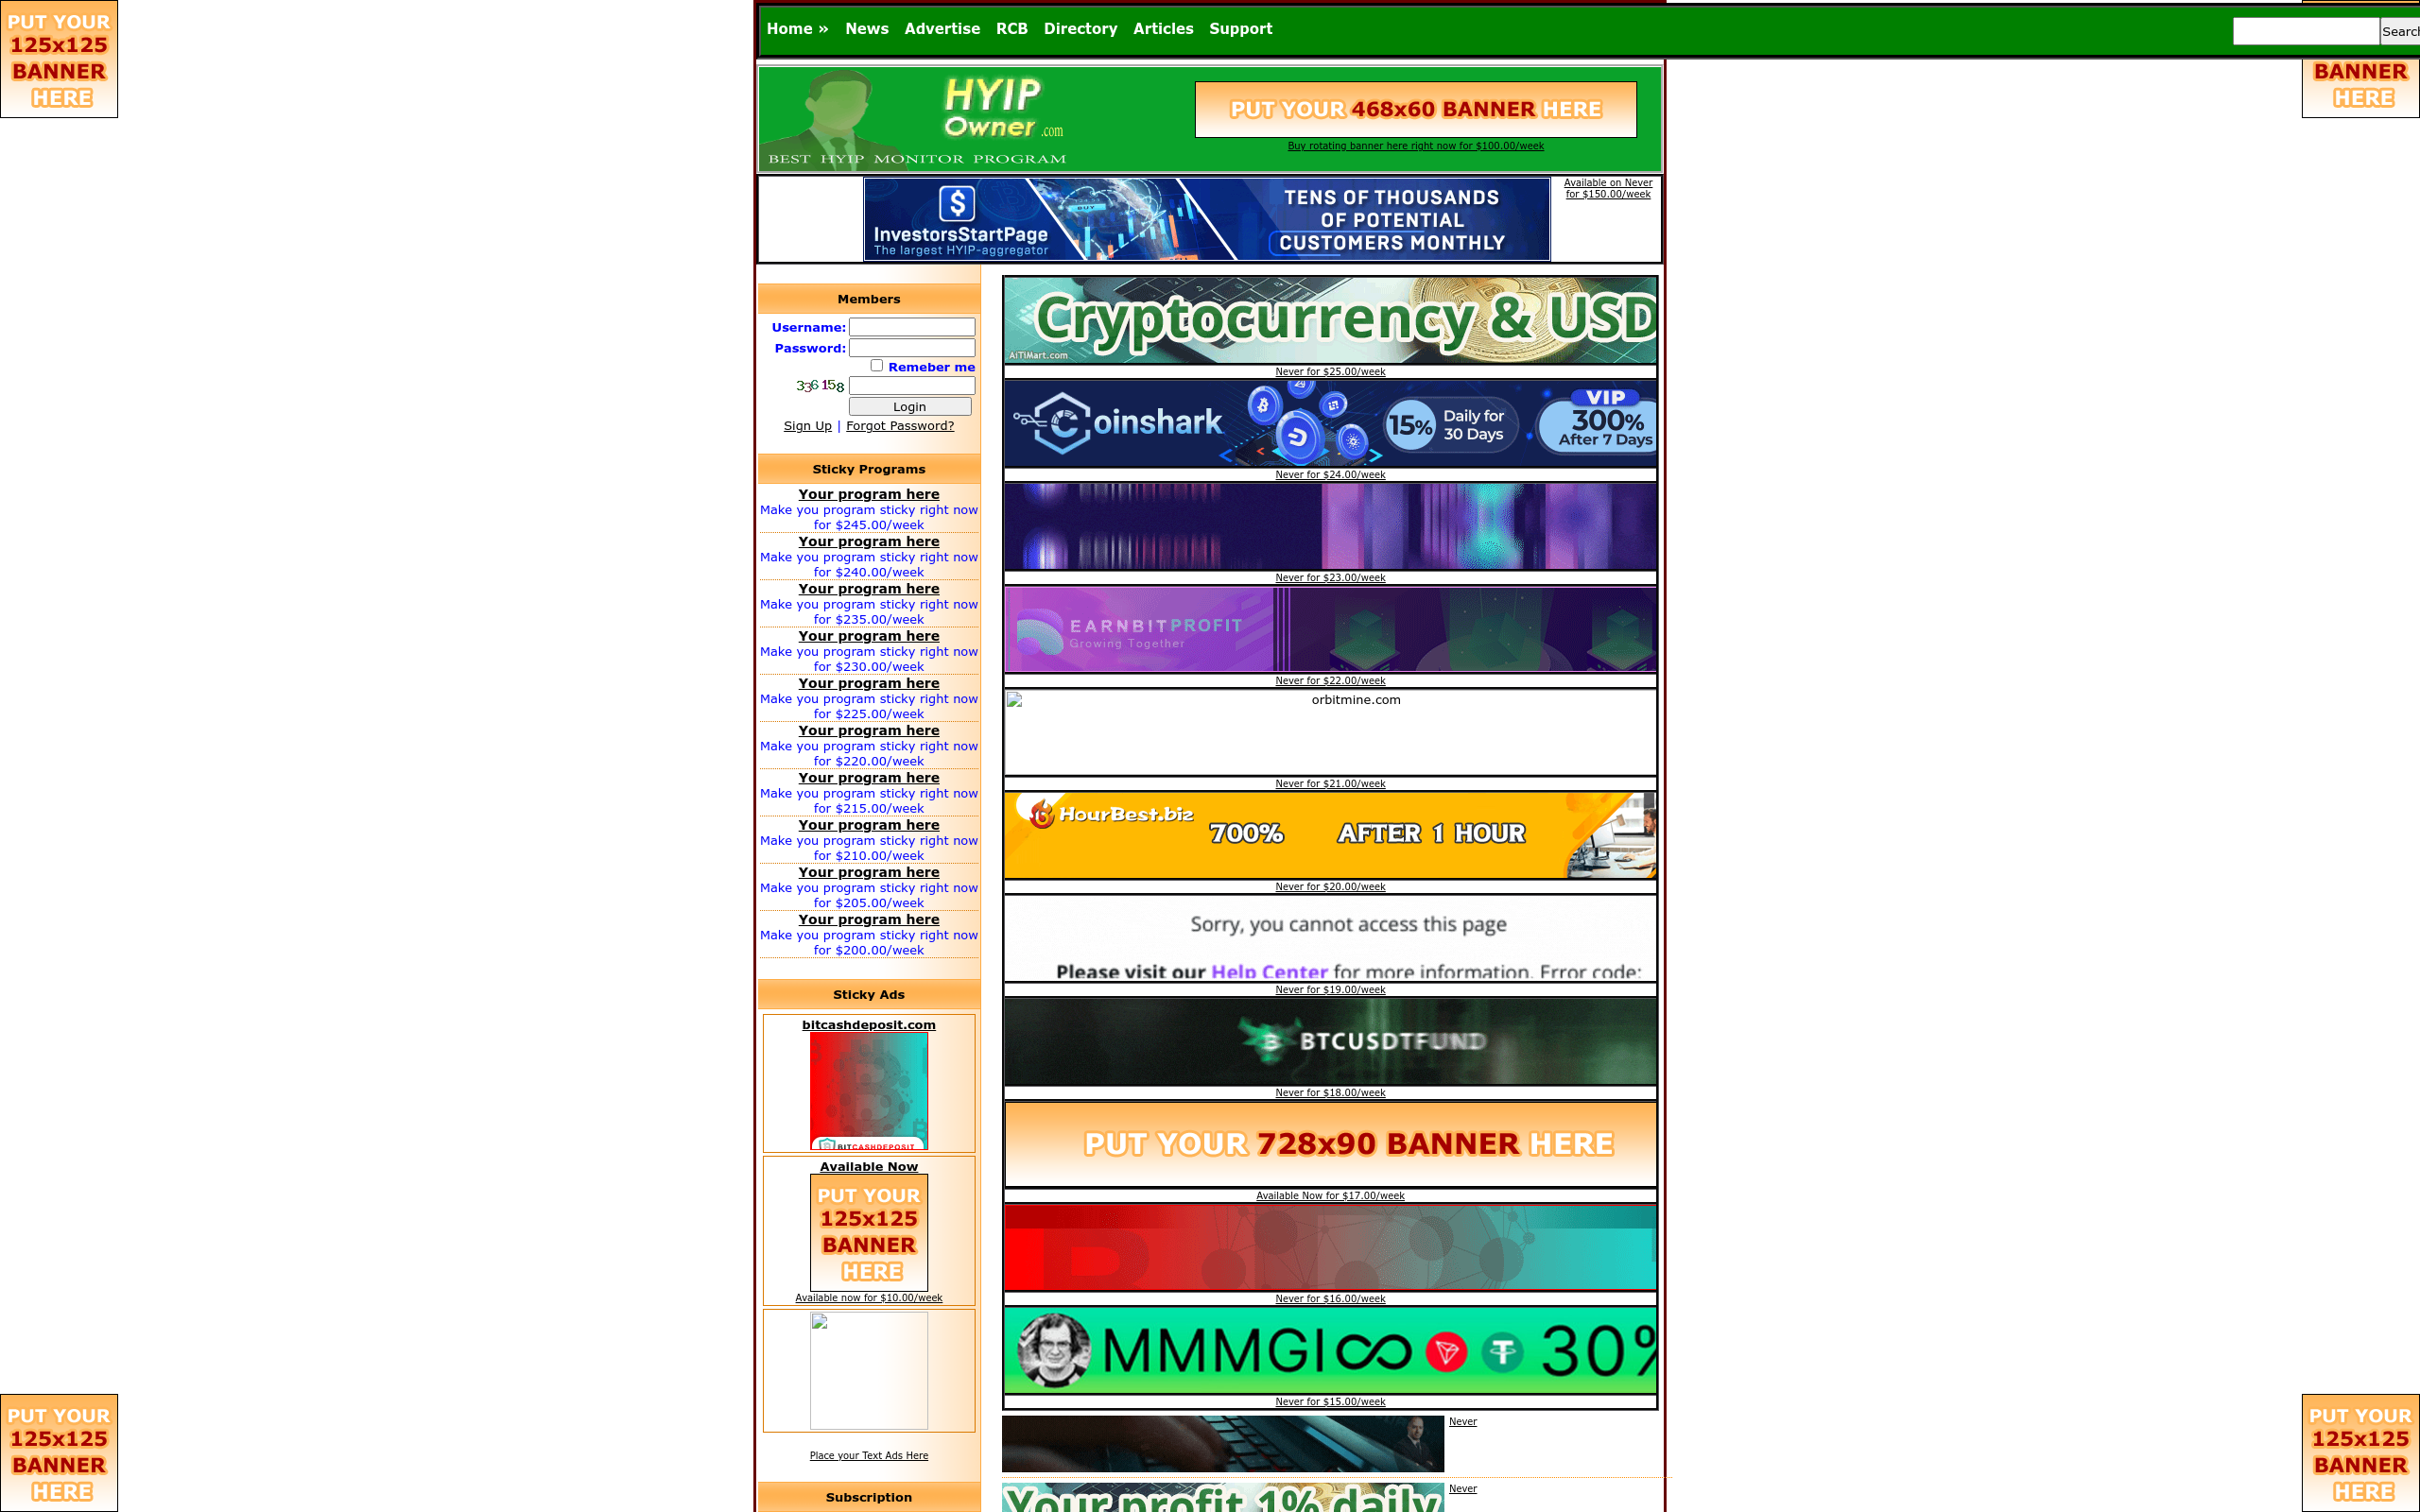 PUT YOUR
125x125
BANNER
HERE
Home » News Advertise RCB Directory Articles Support
Search
BANNER
HERE
HYIP
Owner .com
BEST HYIP MONITOR PROGRAM
PUT YOUR 468x60 BANNER HERE
Buy rotating banner here right now for $100.00/week
$
InvestorsStartPage
The largest HYIP-aggregator
BUY
TENS OF THOUSANDS
OF POTENTIAL
CUSTOMERS MONTHLY
Available on Never
for $150.00/week
Members
Username:
Password:
Remeber me
336158
Login
Sign Up | Forgot Password?
Sticky Programs
Your program here
Make you program sticky right now
for $245.00/week
Your program here
Make you program sticky right now
for $240.00/week
Your program here
Make you program sticky right now
for $235.00/week
Your program here
Make you program sticky right now
for $230.00/week
Your program here
Make you program sticky right now
for $225.00/week
Your program here
Make you program sticky right now
for $220.00/week
Your program here
Make you program sticky right now
for $215.00/week
Your program here
Make you program sticky right now
for $210.00/week
Your program here
Make you program sticky right now
for $205.00/week
Your program here
Make you program sticky right now
for $200.00/week
Sticky Ads
bitcashdeposit.com
BITCASHDEPOSIT
Available Now
PUT YOUR
125x125
BANNER
HERE
Available now for $10.00/week
Place your Text Ads Here
Subscription
Cryptocurrency & USD
AiTiMart.com
Never for $25.00/week
Coinshark
15% Daily for
30 Days
VIP
300%
After 7 Days
Never for $24.00/week
Never for $23.00/week
EARNBITPROFIT
Growing Together
Never for $22.00/week
orbitmine.com
Never for $21.00/week
HourBest.biz
700% AFTER 1 HOUR
Never for $20.00/week
Sorry, you cannot access this page
Please visit our Help Center for more information. Error code:
Never for $19.00/week
BTCUSDTFUND
Never for $18.00/week
PUT YOUR 728x90 BANNER HERE
Available Now for $17.00/week
Never for $16.00/week
MMMGI 30%
Never for $15.00/week
Never
Your profit 1% daily
Never
PUT YOUR
125x125
BANNER
HERE
PUT YOUR
125x125
BANNER
HERE